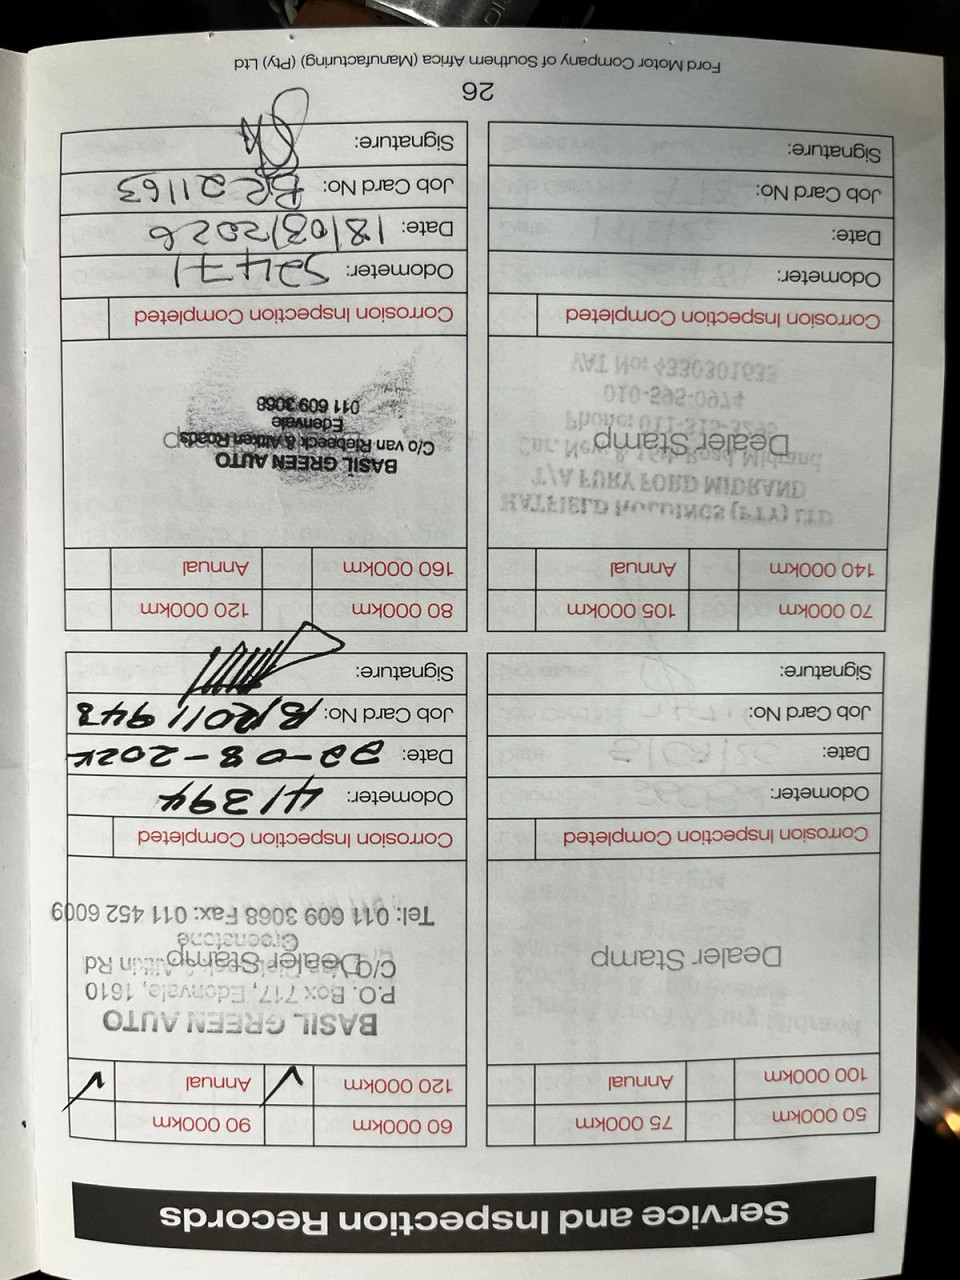 Service and Inspection Records
50 000km
75 000km
100 000km
Annual
Dealer Stamp
Corrosion Inspection Completed
Odometer:
Date:
Job Card No:
Signature:
60 000km
90 000km
120 000km ✓
Annual ✓
BASIL GREEN AUTO
P.O. Box 717, Edenvale, 1610
C/O Dealer Stamp Rd
Greenstone
Tel: 011 609 3068 Fax: 011 452 6009
Corrosion Inspection Completed
Odometer: 41394
Date: 22-08-2024
Job Card No:
Signature:
70 000km
105 000km
140 000km
Annual
Dealer Stamp
HATFIELD HOLDINGS (PTY) LTD
T/A FURY FORD MIDRAND
VAT No: 4330301633
Corrosion Inspection Completed
Odometer:
Date:
Job Card No:
Signature:
80 000km
120 000km
160 000km
Annual
BASIL GREEN AUTO
C/o van Riebeeck & Aitken Roads
Edenvale
011 609 3068
Corrosion Inspection Completed
Odometer: 52471
Date: 18/03/2026
Job Card No: BR21163
Signature:
26
Ford Motor Company of Southern Africa (Manufacturing) (Pty) Ltd